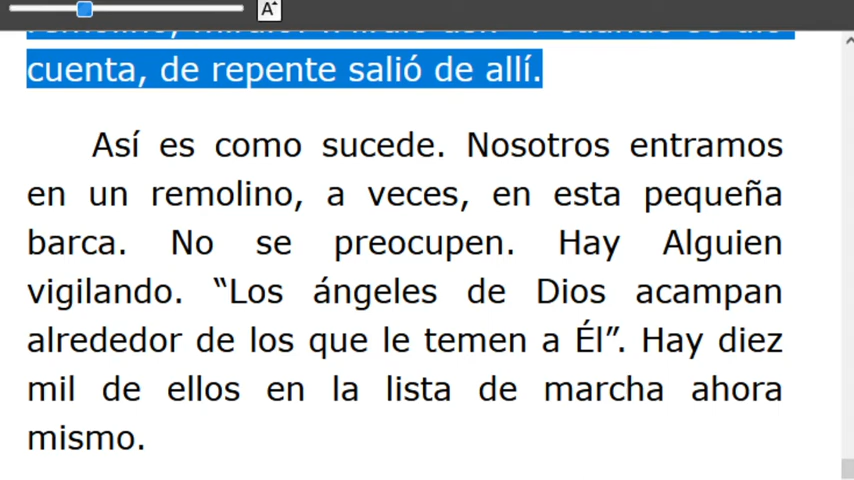 cuenta, de repente salió de allí.
Así es como sucede. Nosotros entramos
en un remolino, a veces, en esta pequeña
barca. No se preocupen. Hay Alguien
vigilando. “Los ángeles de Dios acampan
alrededor de los que le temen a Él”. Hay diez
mil de ellos en la lista de marcha ahora
mismo.